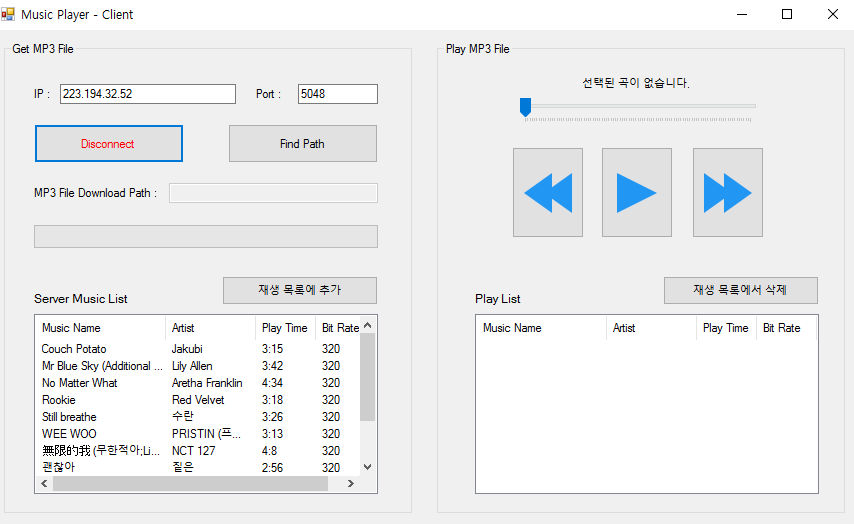 Music Player - Client
Get MP3 File
IP :
223.194.32.52
Port :
5048
Disconnect
Find Path
MP3 File Download Path :
재생 목록에 추가
Server Music List
Music Name Artist Play Time Bit Rate
Couch Potato Jakubi 3:15 320
Mr Blue Sky (Additional ... Lily Allen 3:42 320
No Matter What Aretha Franklin 4:34 320
Rookie Red Velvet 3:18 320
Still breathe 수란 3:26 320
WEE WOO PRISTIN (프... 3:13 320
無限的我 (무한적아;Li... NCT 127 4:8 320
괜찮아 짙은 2:56 320
Play MP3 File
선택된 곡이 없습니다.
재생 목록에서 삭제
Play List
Music Name Artist Play Time Bit Rate